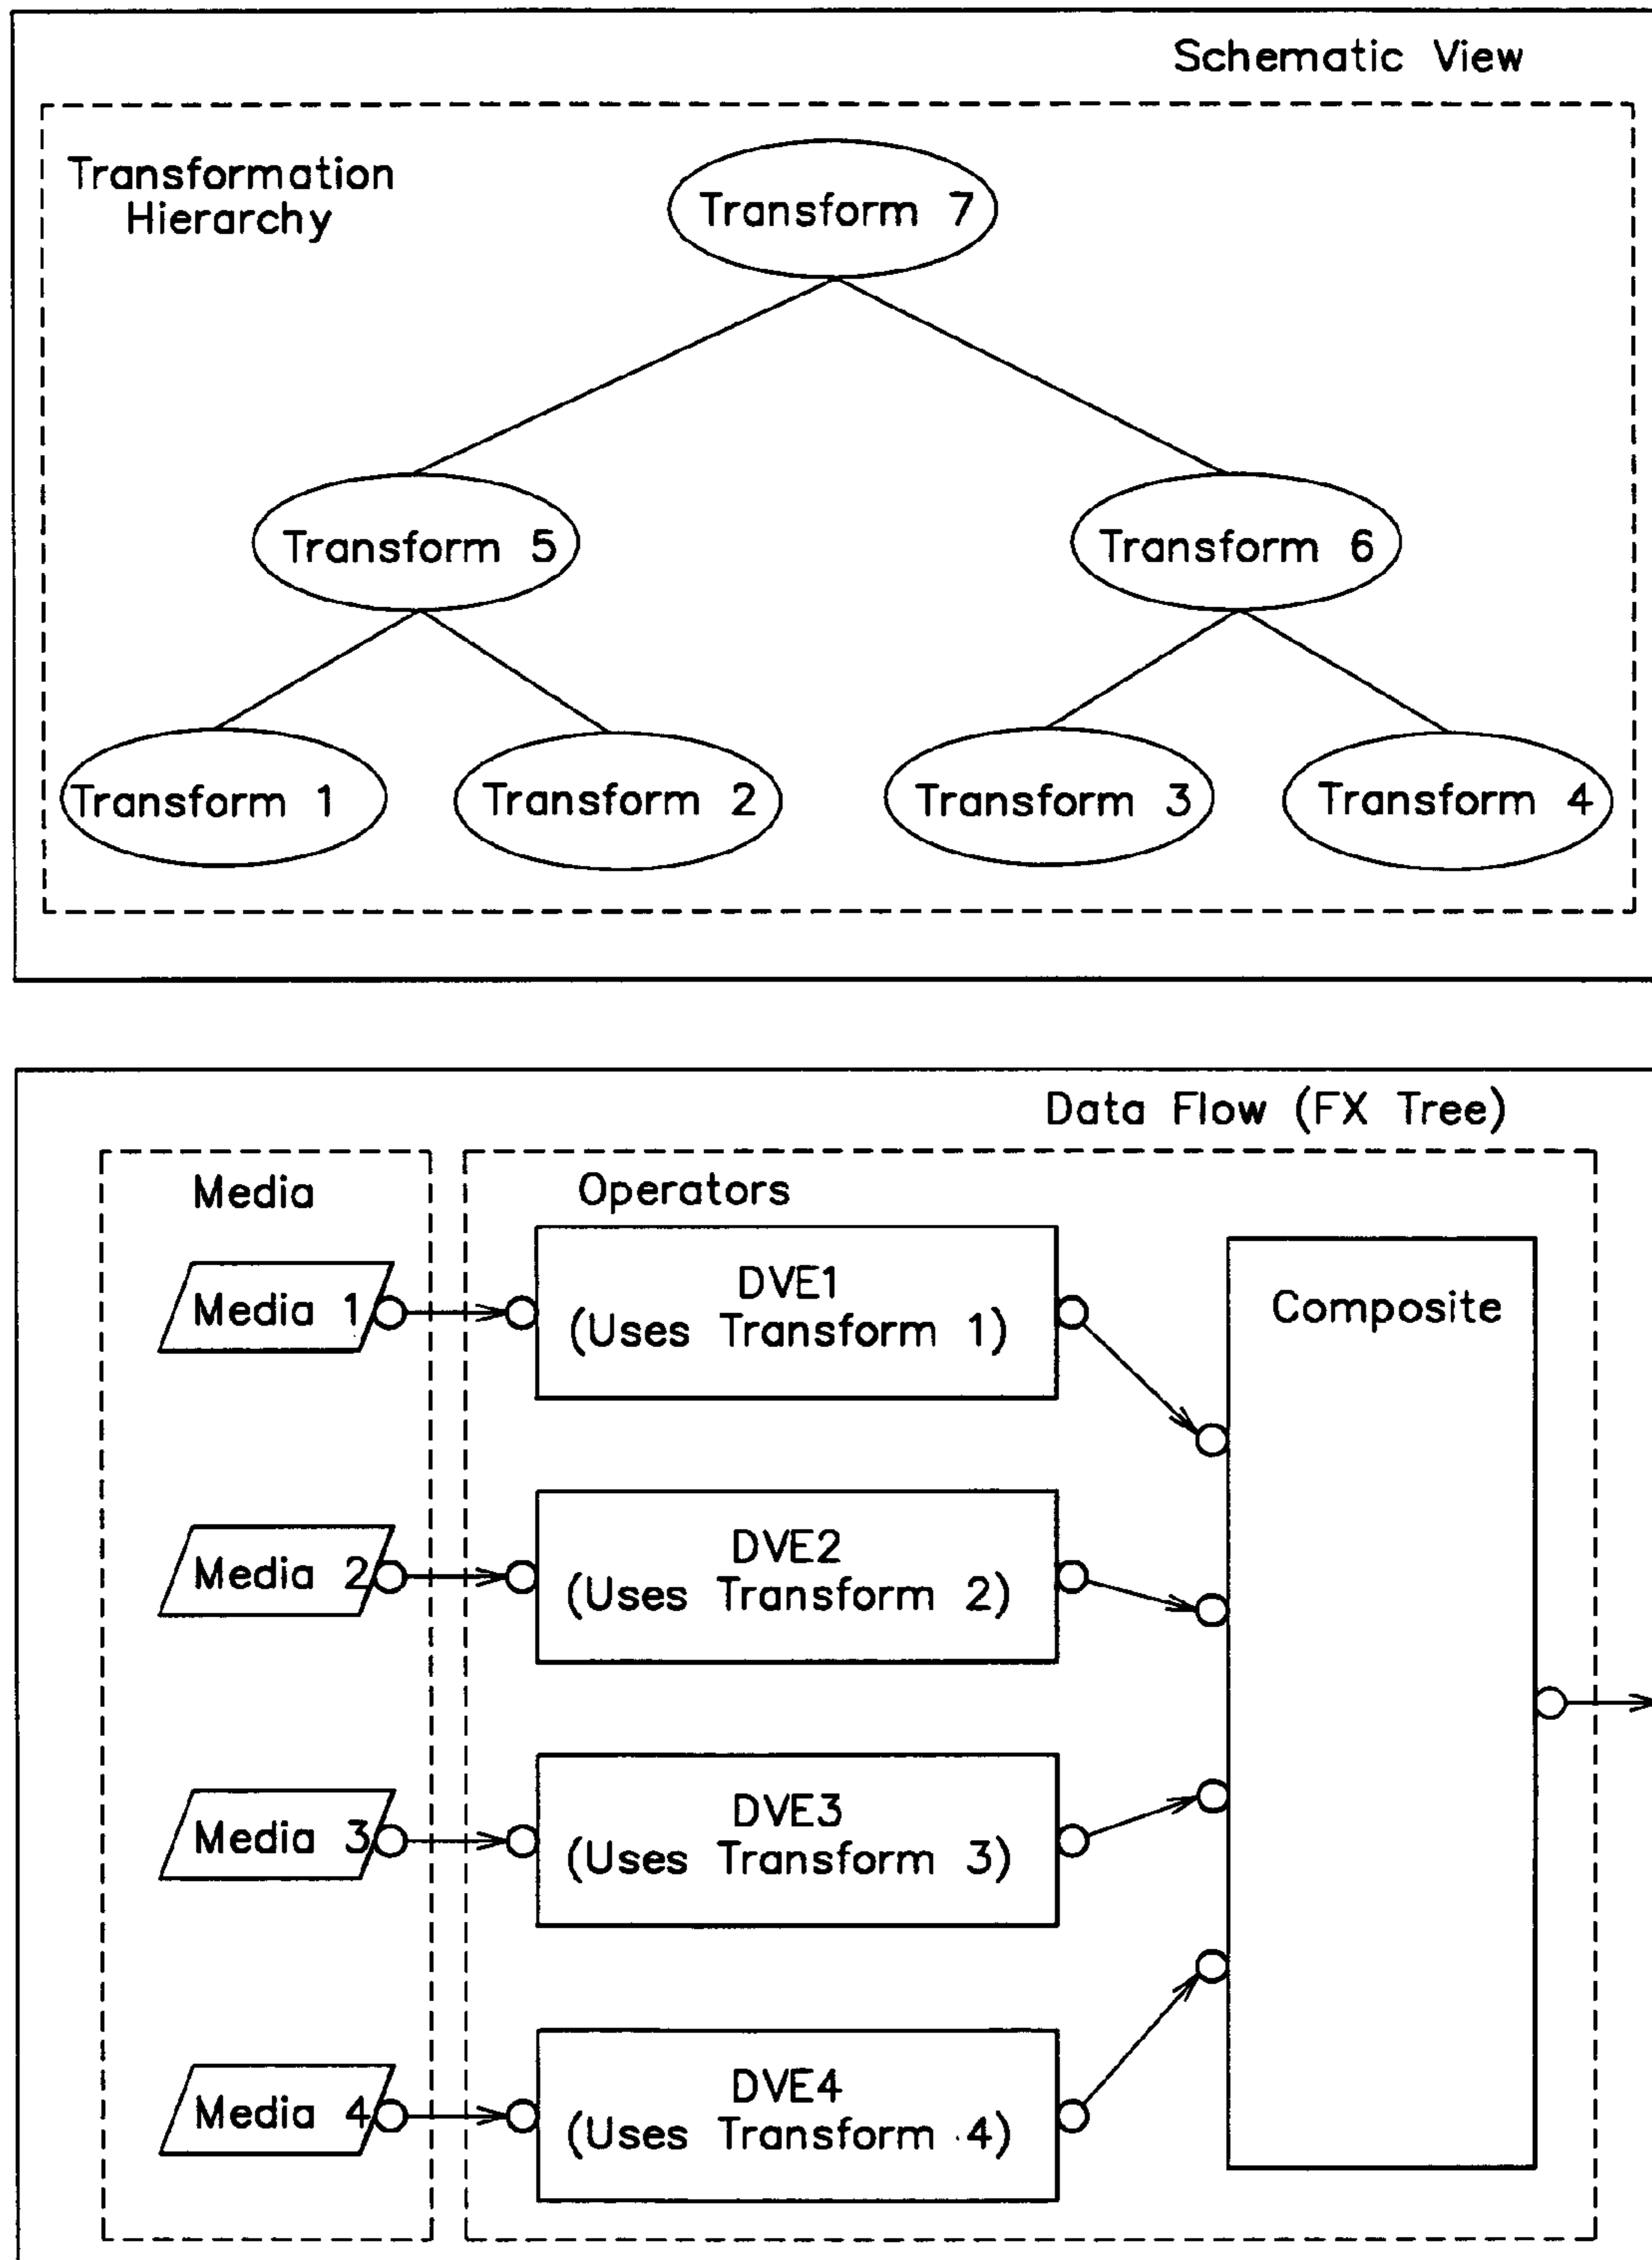 Schematic View
Transformation
Hierarchy
Transform 7
Transform 5
Transform 6
Transform 1
Transform 2
Transform 3
Transform 4
Data Flow (FX Tree)
Media
Operators
Media 1
DVE1
(Uses Transform 1)
Composite
Media 2
DVE2
(Uses Transform 2)
Media 3
DVE3
(Uses Transform 3)
Media 4
DVE4
(Uses Transform 4)